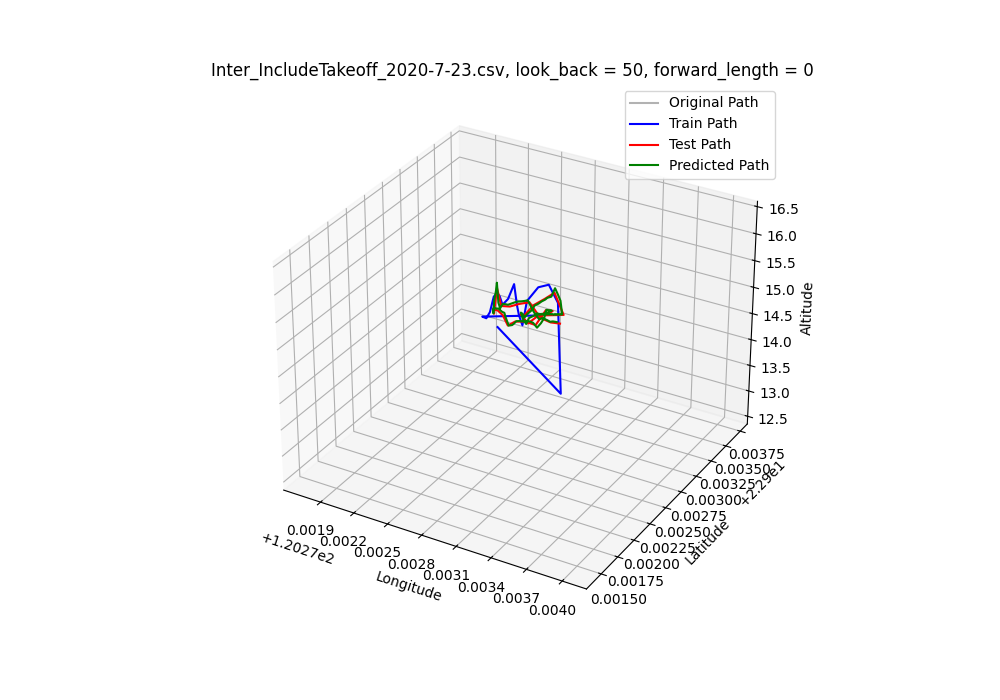 Inter_IncludeTakeoff_2020-7-23.csv, look_back = 50, forward_length = 0
Original Path
Train Path
Test Path
Predicted Path
16.5
16.0
15.5
15.0
14.5
14.0
13.5
13.0
12.5
Altitude
0.00375
0.00350
0.00325
0.00300
0.00275
0.00250
0.00225
0.00200
0.00175
0.00150
+2.29e1
Latitude
0.0019
0.0022
0.0025
0.0028
0.0031
0.0034
0.0037
0.0040
+1.2027e2
Longitude